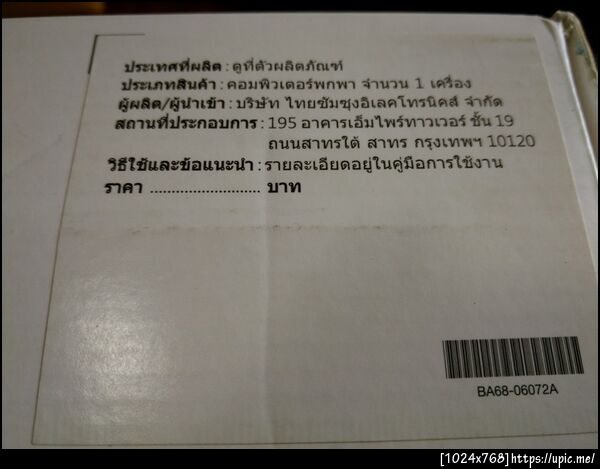 ประเทศที่ผลิต : ดูที่ตัวผลิตภัณฑ์
ประเภทสินค้า : คอมพิวเตอร์พกพา จำนวน 1 เครื่อง
ผู้ผลิต/ผู้นำเข้า : บริษัท ไทยซัมซุงอิเลคโทรนิคส์ จำกัด
สถานที่ประกอบการ : 195 อาคารเอ็มไพร์ทาวเวอร์ ชั้น 19
ถนนสาทรใต้ สาทร กรุงเทพฯ 10120
วิธีใช้และข้อแนะนำ : รายละเอียดอยู่ในคู่มือการใช้งาน
ราคา ......................... บาท
BA68-06072A
[1024x768]https://upic.me/